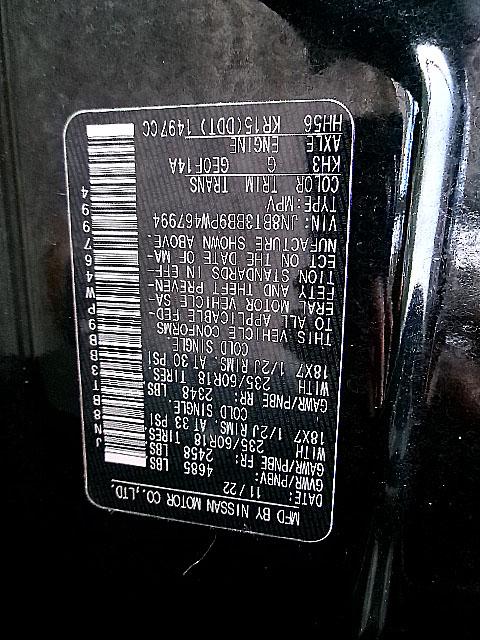 MFD BY NISSAN MOTOR CO.,LTD.
DATE: 11/22
GVWR/PNBV: 4685 LBS
GAWR/PNBE FR: 2458 LBS
WITH 235/60R18 TIRES.
18X7 1/2J RIMS. AT 33 PSI
COLD SINGLE.
GAWR/PNBE RR: 2348 LBS
WITH 235/60R18 TIRES:
18X7 1/2J RIMS. AT 30 PSI
COLD SINGLE
THIS VEHICLE CONFORMS
TO ALL APPLICABLE FED-
ERAL MOTOR VEHICLE SA-
FETY AND THEFT PREVEN-
TION STANDARDS IN EFF-
ECT ON THE DATE OF MA-
NUFACTURE SHOWN ABOVE.
VIN: JN8BT3BB9PW467994
TYPE:MPV
COLOR TRIM TRANS
KH3 G GEOF14A
AXLE ENGINE
HH56 KR15(DDT) 1497CC
JN8BT3BB9PW467994